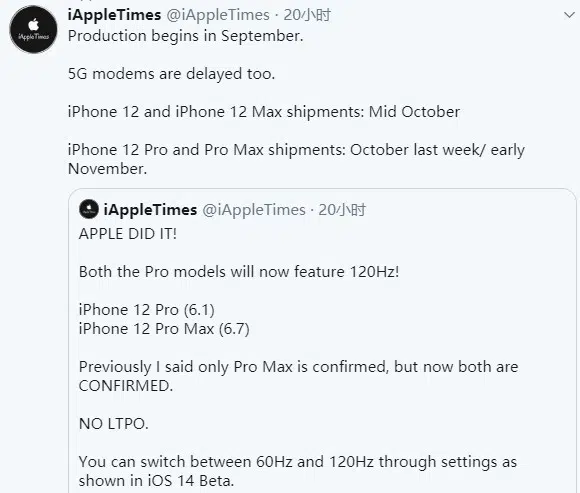 iAppleTimes @iAppleTimes · 20小时
Production begins in September.
5G modems are delayed too.
iPhone 12 and iPhone 12 Max shipments: Mid October
iPhone 12 Pro and Pro Max shipments: October last week/ early
November.
iAppleTimes @iAppleTimes · 20小时
APPLE DID IT!
Both the Pro models will now feature 120Hz!
iPhone 12 Pro (6.1)
iPhone 12 Pro Max (6.7)
Previously I said only Pro Max is confirmed, but now both are
CONFIRMED.
NO LTPO.
You can switch between 60Hz and 120Hz through settings as
shown in iOS 14 Beta.